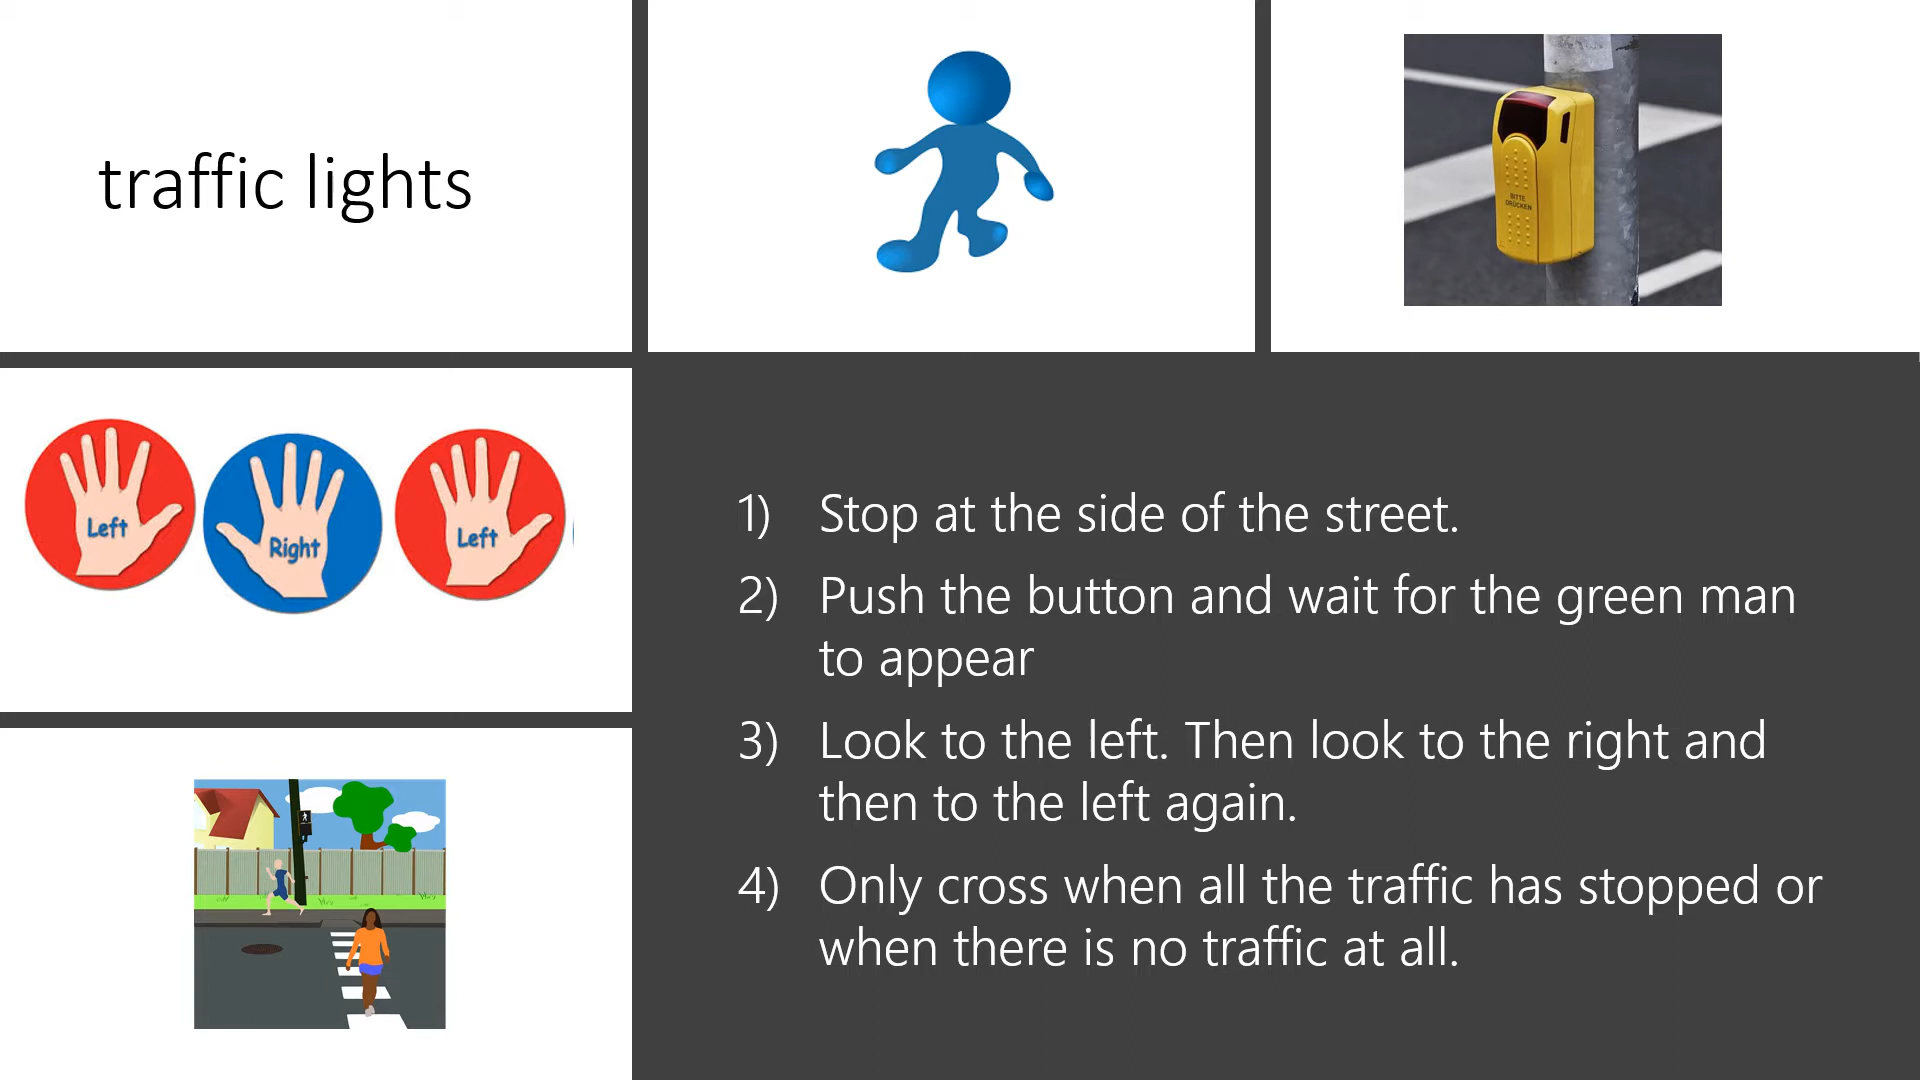 traffic lights
BITTE
DRÜCKEN
Left
Right
Left
1) Stop at the side of the street.
2) Push the button and wait for the green man
to appear
3) Look to the left. Then look to the right and
then to the left again.
4) Only cross when all the traffic has stopped or
when there is no traffic at all.